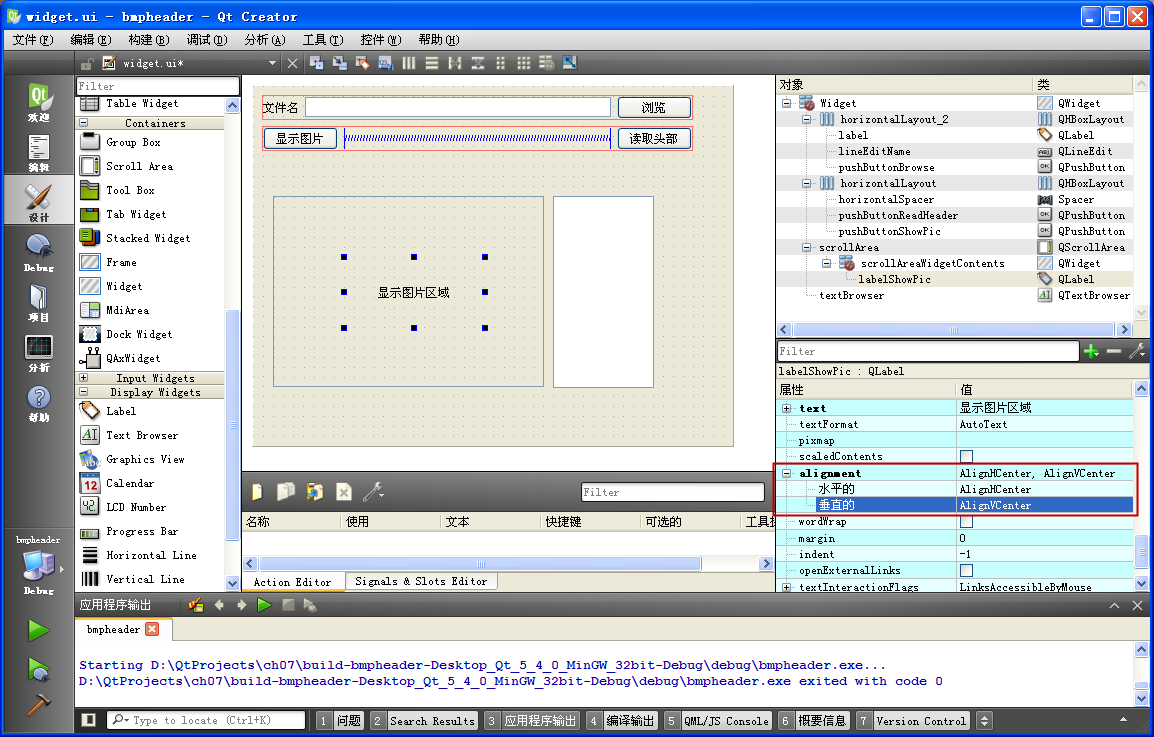 widget.ui - bmpheader - Qt Creator
文件(F) 编辑(E) 构建(B) 调试(D) 分析(A) 工具(T) 控件(W) 帮助(H)
widget.ui*
欢迎
编辑
设计
Debug
项目
分析
帮助
bmpheader
Debug
Filter
Table Widget
Containers
Group Box
Scroll Area
Tool Box
Tab Widget
Stacked Widget
Frame
Widget
MdiArea
Dock Widget
QAxWidget
Input Widgets
Display Widgets
Label
Text Browser
Graphics View
Calendar
LCD Number
Progress Bar
Horizontal Line
Vertical Line
文件名 浏览
显示图片 读取头部
显示图片区域
Filter
名称 使用 文本 快捷键 可选的 工具
Action Editor Signals & Slots Editor
对象 类
Widget QWidget
horizontalLayout_2 QHBoxLayout
label QLabel
lineEditName QLineEdit
pushButtonBrowse QPushButton
horizontalLayout QHBoxLayout
horizontalSpacer Spacer
pushButtonReadHeader QPushButton
pushButtonShowPic QPushButton
scrollArea QScrollArea
scrollAreaWidgetContents QWidget
labelShowPic QLabel
textBrowser QTextBrowser
Filter
labelShowPic : QLabel
属性 值
text 显示图片区域
textFormat AutoText
pixmap
scaledContents
alignment AlignHCenter, AlignVCenter
水平的 AlignHCenter
垂直的 AlignVCenter
wordWrap
margin 0
indent -1
openExternalLinks
textInteractionFlags LinksAccessibleByMouse
应用程序输出
bmpheader
Starting D:\QtProjects\ch07\build-bmpheader-Desktop_Qt_5_4_0_MinGW_32bit-Debug\debug\bmpheader.exe...
D:\QtProjects\ch07\build-bmpheader-Desktop_Qt_5_4_0_MinGW_32bit-Debug\debug\bmpheader.exe exited with code 0
Type to locate (Ctrl+K) 1 问题 2 Search Results 3 应用程序输出 4 编译输出 5 QML/JS Console 6 概要信息 7 Version Control